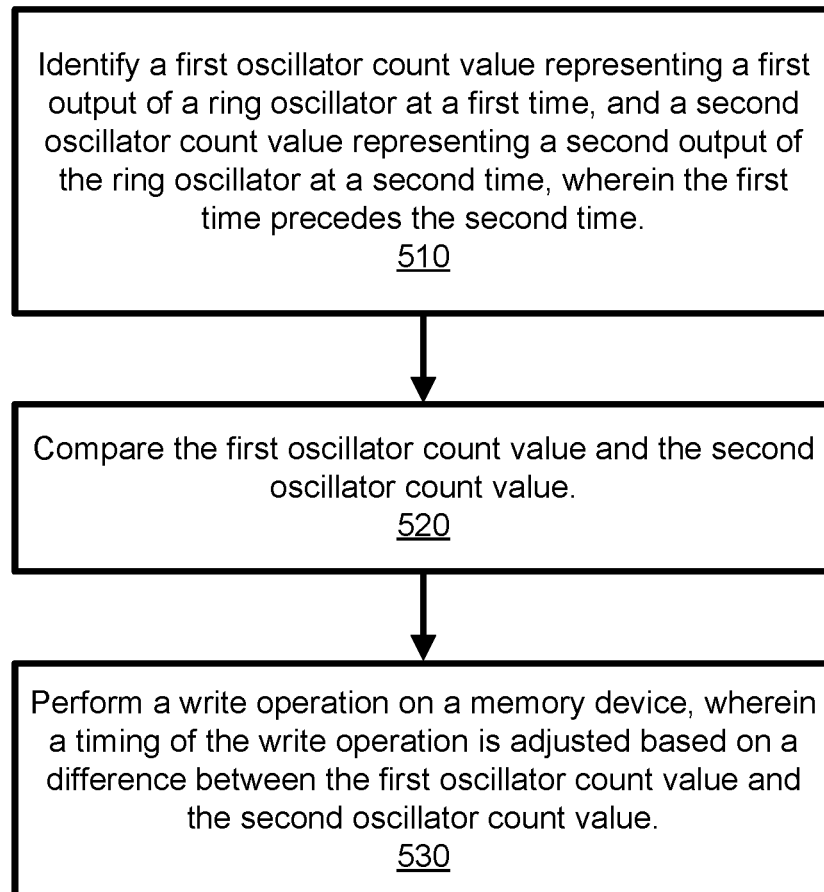 Identify a first oscillator count value representing a first
output of a ring oscillator at a first time, and a second
oscillator count value representing a second output of
the ring oscillator at a second time, wherein the first
time precedes the second time.
510
Compare the first oscillator count value and the second
oscillator count value.
520
Perform a write operation on a memory device, wherein
a timing of the write operation is adjusted based on a
difference between the first oscillator count value and
the second oscillator count value.
530